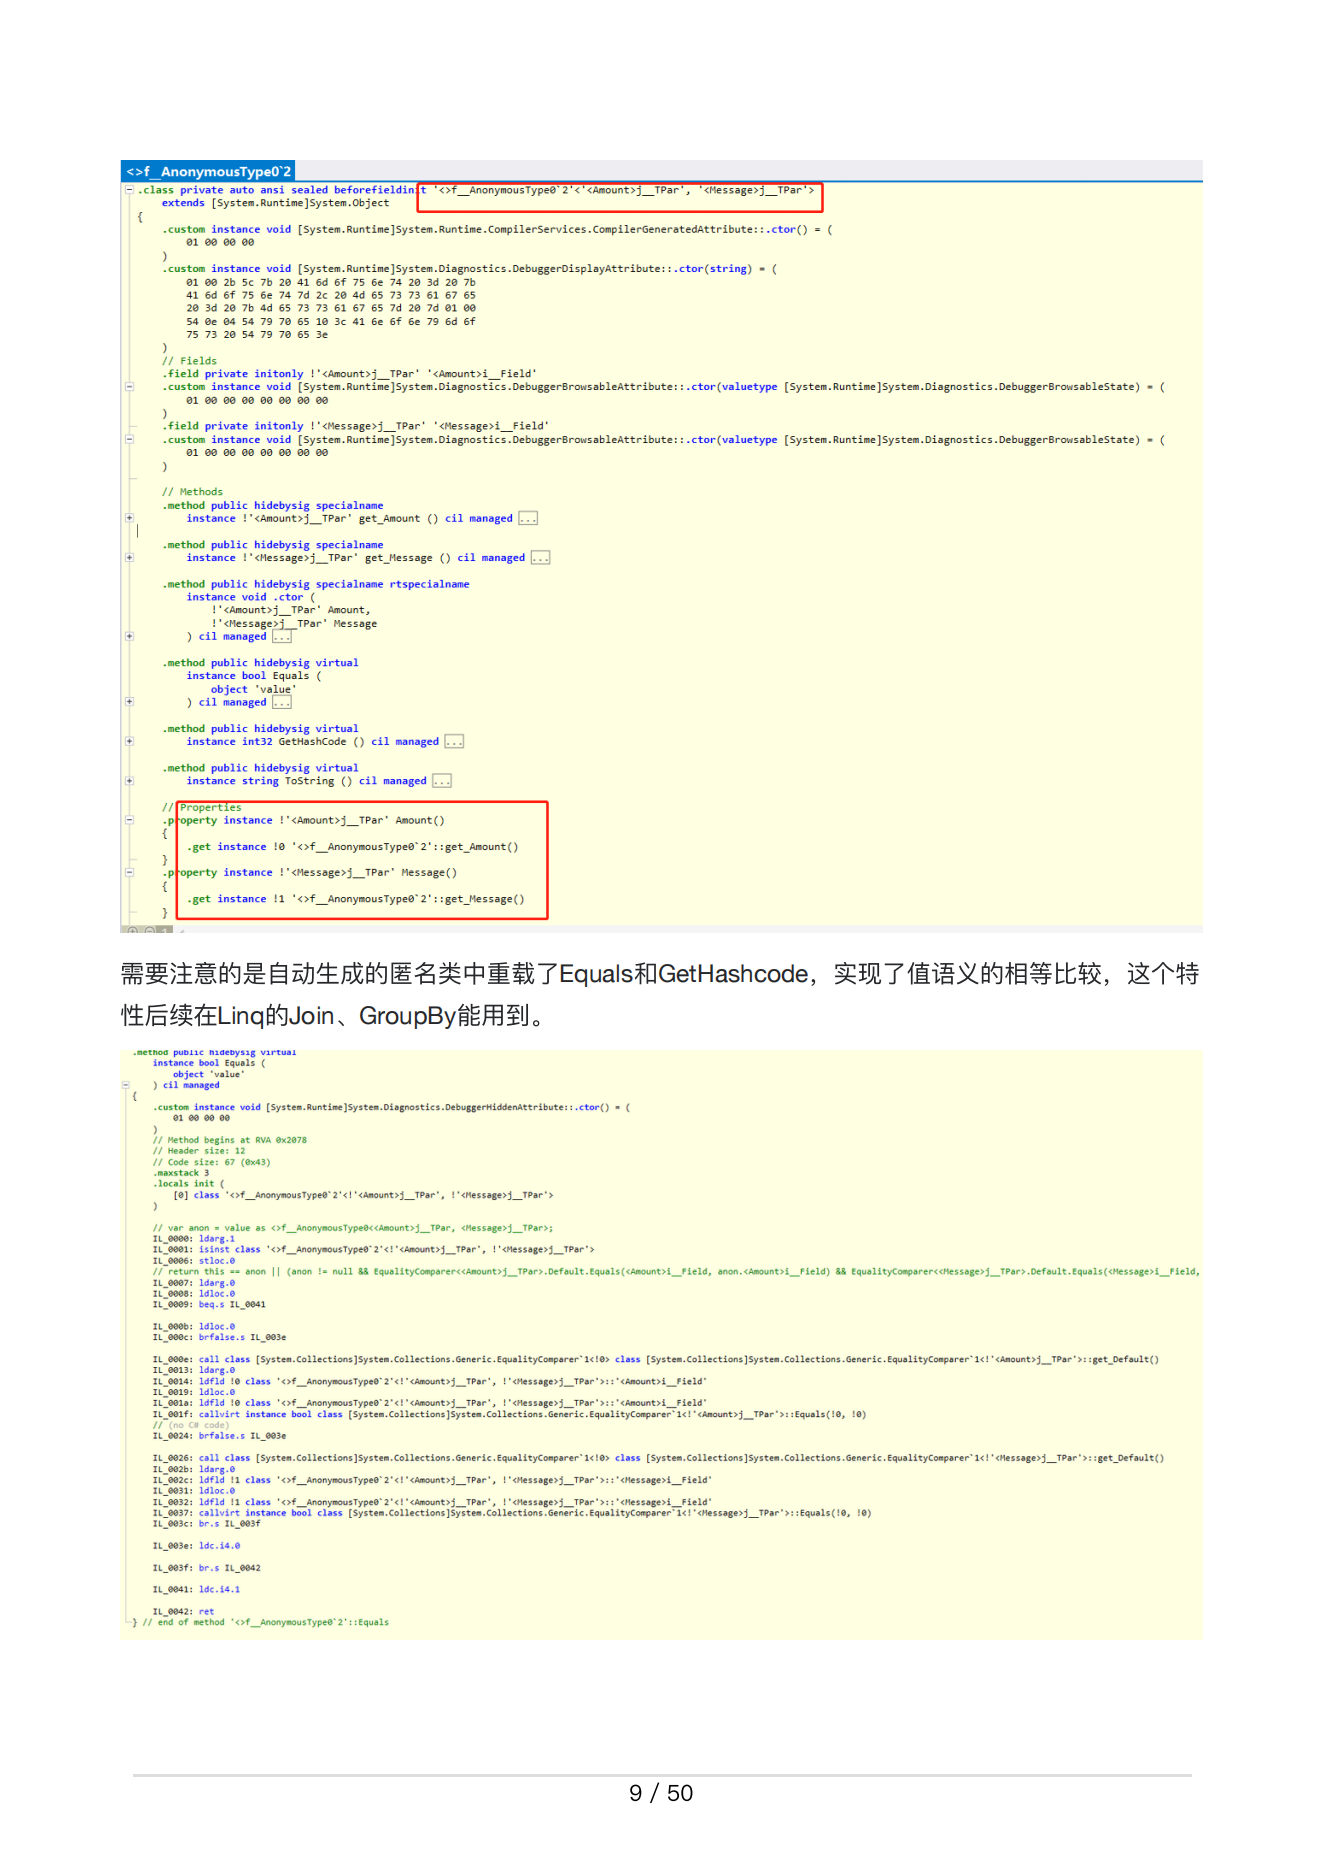 <>f__AnonymousType0`2
.class private auto ansi sealed beforefieldinit '<>f__AnonymousType0`2'<'<Amount>j__TPar', '<Message>j__TPar'>
extends [System.Runtime]System.Object
{
.custom instance void [System.Runtime]System.Runtime.CompilerServices.CompilerGeneratedAttribute::.ctor() = (
01 00 00 00
)
.custom instance void [System.Runtime]System.Diagnostics.DebuggerDisplayAttribute::.ctor(string) = (
01 00 2b 5c 7b 20 41 6d 6f 75 6e 74 20 3d 20 7b
41 6d 6f 75 6e 74 7d 2c 20 4d 65 73 73 61 67 65
20 3d 20 7b 4d 65 73 73 61 67 65 7d 20 7d 01 00
54 0e 04 54 79 70 65 10 3c 41 6e 6f 6e 79 6d 6f
75 73 20 54 79 70 65 3e
)
// Fields
.field private initonly !'<Amount>j__TPar' '<Amount>i__Field'
.custom instance void [System.Runtime]System.Diagnostics.DebuggerBrowsableAttribute::.ctor(valuetype [System.Runtime]System.Diagnostics.DebuggerBrowsableState) = (
01 00 00 00 00 00 00 00
)
.field private initonly !'<Message>j__TPar' '<Message>i__Field'
.custom instance void [System.Runtime]System.Diagnostics.DebuggerBrowsableAttribute::.ctor(valuetype [System.Runtime]System.Diagnostics.DebuggerBrowsableState) = (
01 00 00 00 00 00 00 00
)
// Methods
.method public hidebysig specialname
instance !'<Amount>j__TPar' get_Amount () cil managed ...
.method public hidebysig specialname
instance !'<Message>j__TPar' get_Message () cil managed ...
.method public hidebysig specialname rtspecialname
instance void .ctor (
!'<Amount>j__TPar' Amount,
!'<Message>j__TPar' Message
) cil managed ...
.method public hidebysig virtual
instance bool Equals (
object 'value'
) cil managed ...
.method public hidebysig virtual
instance int32 GetHashCode () cil managed ...
.method public hidebysig virtual
instance string ToString () cil managed ...
// Properties
.property instance !'<Amount>j__TPar' Amount()
{
.get instance !0 '<>f__AnonymousType0`2'::get_Amount()
}
.property instance !'<Message>j__TPar' Message()
{
.get instance !1 '<>f__AnonymousType0`2'::get_Message()
}
需要注意的是自动生成的匿名类中重载了Equals和GetHashcode，实现了值语义的相等比较，这个特
性后续在Linq的Join、GroupBy能用到。
.method public hidebysig virtual
instance bool Equals (
object 'value'
) cil managed
{
.custom instance void [System.Runtime]System.Diagnostics.DebuggerHiddenAttribute::.ctor() = (
01 00 00 00
)
// Method begins at RVA 0x2078
// Header size: 12
// Code size: 67 (0x43)
.maxstack 3
.locals init (
[0] class '<>f__AnonymousType0`2'<!'<Amount>j__TPar', !'<Message>j__TPar'>
)
// var anon = value as <>f__AnonymousType0<<Amount>j__TPar, <Message>j__TPar>;
IL_0000: ldarg.1
IL_0001: isinst class '<>f__AnonymousType0`2'<!'<Amount>j__TPar', !'<Message>j__TPar'>
IL_0006: stloc.0
// return this == anon || (anon != null && EqualityComparer<<Amount>j__TPar>.Default.Equals(<Amount>i__Field, anon.<Amount>i__Field) && EqualityComparer<<Message>j__TPar>.Default.Equals(<Message>i__Field,
IL_0007: ldarg.0
IL_0008: ldloc.0
IL_0009: beq.s IL_0041
IL_000b: ldloc.0
IL_000c: brfalse.s IL_003e
IL_000e: call class [System.Collections]System.Collections.Generic.EqualityComparer`1<!0> class [System.Collections]System.Collections.Generic.EqualityComparer`1<!'<Amount>j__TPar'>::get_Default()
IL_0013: ldarg.0
IL_0014: ldfld !0 class '<>f__AnonymousType0`2'<!'<Amount>j__TPar', !'<Message>j__TPar'>::'<Amount>i__Field'
IL_0019: ldloc.0
IL_001a: ldfld !0 class '<>f__AnonymousType0`2'<!'<Amount>j__TPar', !'<Message>j__TPar'>::'<Amount>i__Field'
IL_001f: callvirt instance bool class [System.Collections]System.Collections.Generic.EqualityComparer`1<!'<Amount>j__TPar'>::Equals(!0, !0)
// (no C# code)
IL_0024: brfalse.s IL_003e
IL_0026: call class [System.Collections]System.Collections.Generic.EqualityComparer`1<!0> class [System.Collections]System.Collections.Generic.EqualityComparer`1<!'<Message>j__TPar'>::get_Default()
IL_002b: ldarg.0
IL_002c: ldfld !1 class '<>f__AnonymousType0`2'<!'<Amount>j__TPar', !'<Message>j__TPar'>::'<Message>i__Field'
IL_0031: ldloc.0
IL_0032: ldfld !1 class '<>f__AnonymousType0`2'<!'<Amount>j__TPar', !'<Message>j__TPar'>::'<Message>i__Field'
IL_0037: callvirt instance bool class [System.Collections]System.Collections.Generic.EqualityComparer`1<!'<Message>j__TPar'>::Equals(!0, !0)
IL_003c: br.s IL_003f
IL_003e: ldc.i4.0
IL_003f: br.s IL_0042
IL_0041: ldc.i4.1
IL_0042: ret
} // end of method '<>f__AnonymousType0`2'::Equals
9 / 50